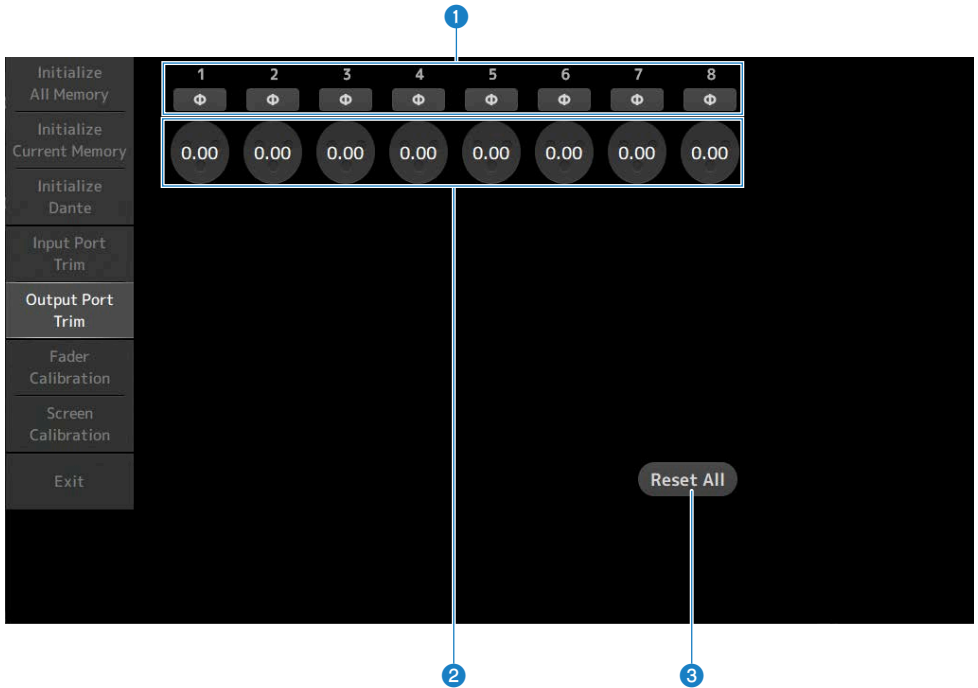 1
Initialize
All Memory
Initialize
Current Memory
Initialize
Dante
Input Port
Trim
Output Port
Trim
Fader
Calibration
Screen
Calibration
Exit
1 2 3 4 5 6 7 8
Φ Φ Φ Φ Φ Φ Φ Φ
0.00 0.00 0.00 0.00 0.00 0.00 0.00 0.00
Reset All
2 3